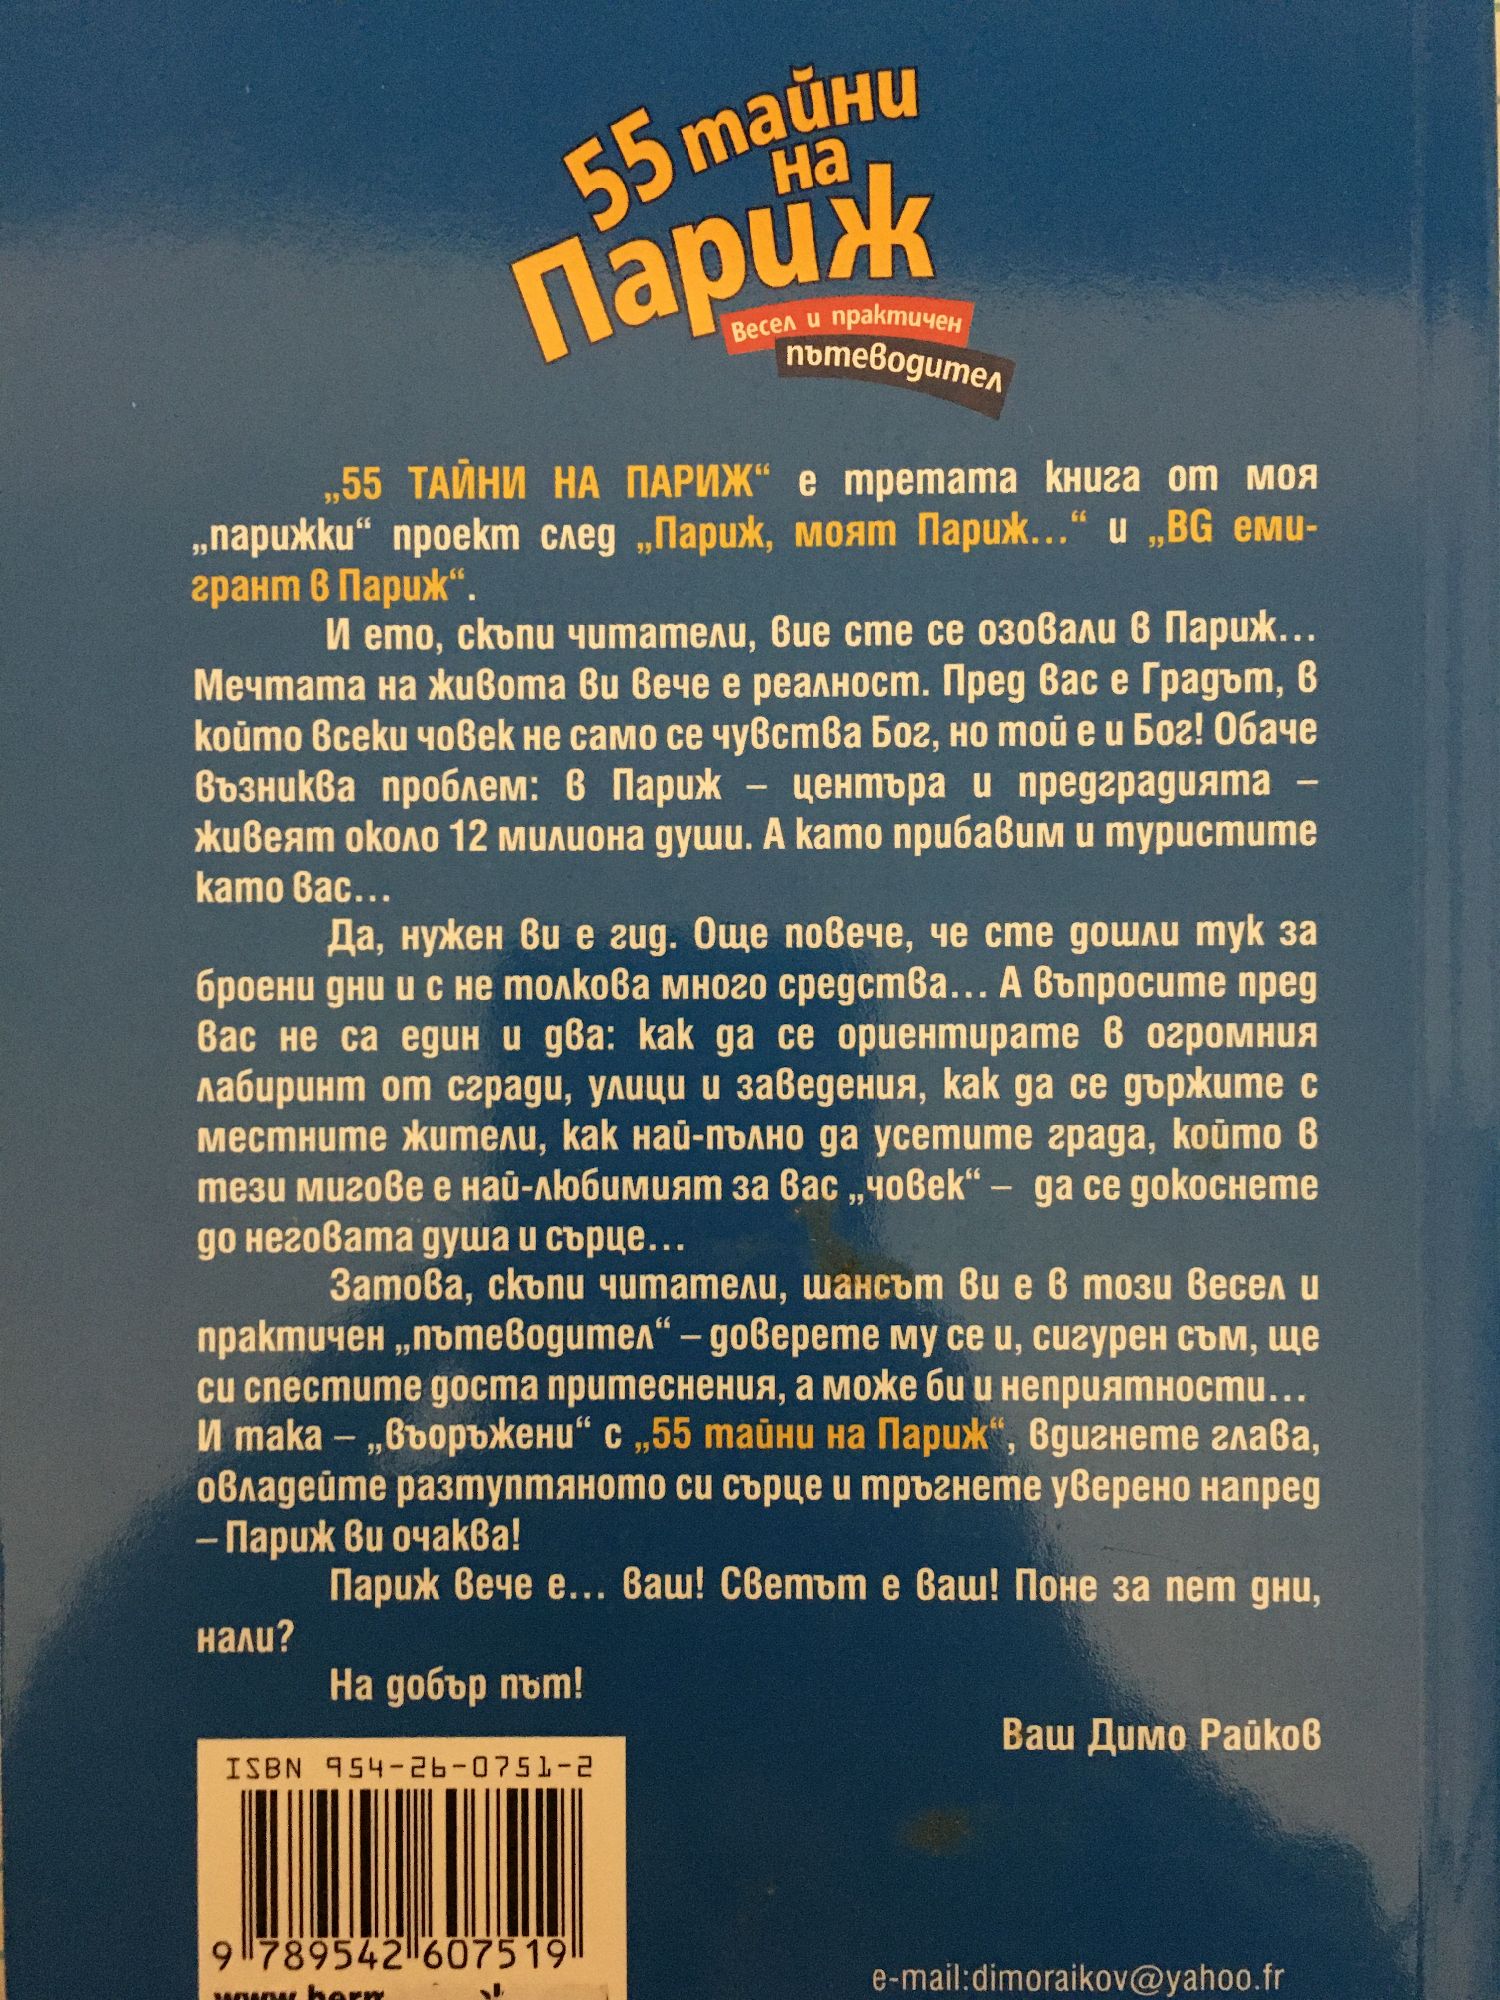 55 тайни
на
Париж
Весел и практичен
пътеводител
„55 ТАЙНИ НА ПАРИЖ“ е третата книга от моя
„парижки“ проект след „Париж, моят Париж...“ и „BG еми-
грант в Париж“.
И ето, скъпи читатели, вие сте се озовали в Париж...
Мечтата на живота ви вече е реалност. Пред вас е Градът, в
който всеки човек не само се чувства Бог, но той е и Бог! Обаче
възниква проблем: в Париж – центъра и предградията –
живеят около 12 милиона души. А като прибавим и туристите
като вас...
Да, нужен ви е гид. Още повече, че сте дошли тук за
броени дни и с не толкова много средства... А въпросите пред
вас не са един и два: как да се ориентирате в огромния
лабиринт от сгради, улици и заведения, как да се държите с
местните жители, как най-пълно да усетите града, който в
тези мигове е най-любимият за вас „човек“ – да се докоснете
до неговата душа и сърце...
Затова, скъпи читатели, шансът ви е в този весел и
практичен „пътеводител“ – доверете му се и, сигурен съм, ще
си спестите доста притеснения, а може би и неприятности...
И така – „въоръжени“ с „55 тайни на Париж“, вдигнете глава,
овладейте разтуптяното си сърце и тръгнете уверено напред
– Париж ви очаква!
Париж вече е... ваш! Светът е ваш! Поне за пет дни,
нали?
На добър път!
Ваш Димо Райков
ISBN 954-26-0751-2
9 789542 607519
e-mail:dimoraikov@yahoo.fr